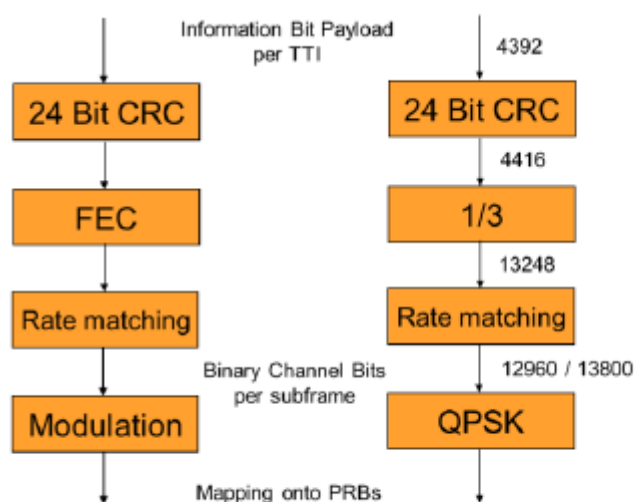 Information Bit Payload
per TTI
4392
24 Bit CRC
24 Bit CRC
4416
FEC
1/3
13248
Rate matching
Rate matching
Binary Channel Bits
per subframe
12960 / 13800
Modulation
QPSK
Mapping onto PRBs